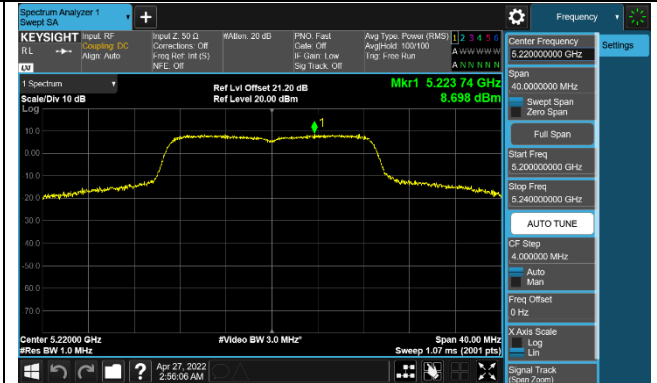 Spectrum Analyzer 1
Swept SA
Frequency
KEYSIGHT
RL
LXI
Input: RF
Coupling: DC
Align: Auto
Input Z: 50 Ω
Corrections: Off
Freq Ref: Int (S)
NFE: Off
#Atten: 20 dB
PNO: Fast
Gate: Off
IF Gain: Low
Sig Track: Off
Avg Type: Power (RMS)
Avg|Hold: 100/100
Trig: Free Run
1 2 3 4 5 6
A W W W W W
A N N N N N
1 Spectrum
Scale/Div 10 dB
Log
Ref Lvl Offset 21.20 dB
Ref Level 20.00 dBm
Mkr1 5.223 74 GHz
8.698 dBm
1
10.0
0.00
-10.0
-20.0
-30.0
-40.0
-50.0
-60.0
-70.0
Center 5.22000 GHz
#Res BW 1.0 MHz
#Video BW 3.0 MHz*
Span 40.00 MHz
Sweep 1.07 ms (2001 pts)
Apr 27, 2022
2:56:06 AM
Settings
Center Frequency
5.220000000 GHz
Span
40.0000000 MHz
Swept Span
Zero Span
Full Span
Start Freq
5.200000000 GHz
Stop Freq
5.240000000 GHz
AUTO TUNE
CF Step
4.000000 MHz
Auto
Man
Freq Offset
0 Hz
X Axis Scale
Log
Lin
Signal Track
(Span Zoom)